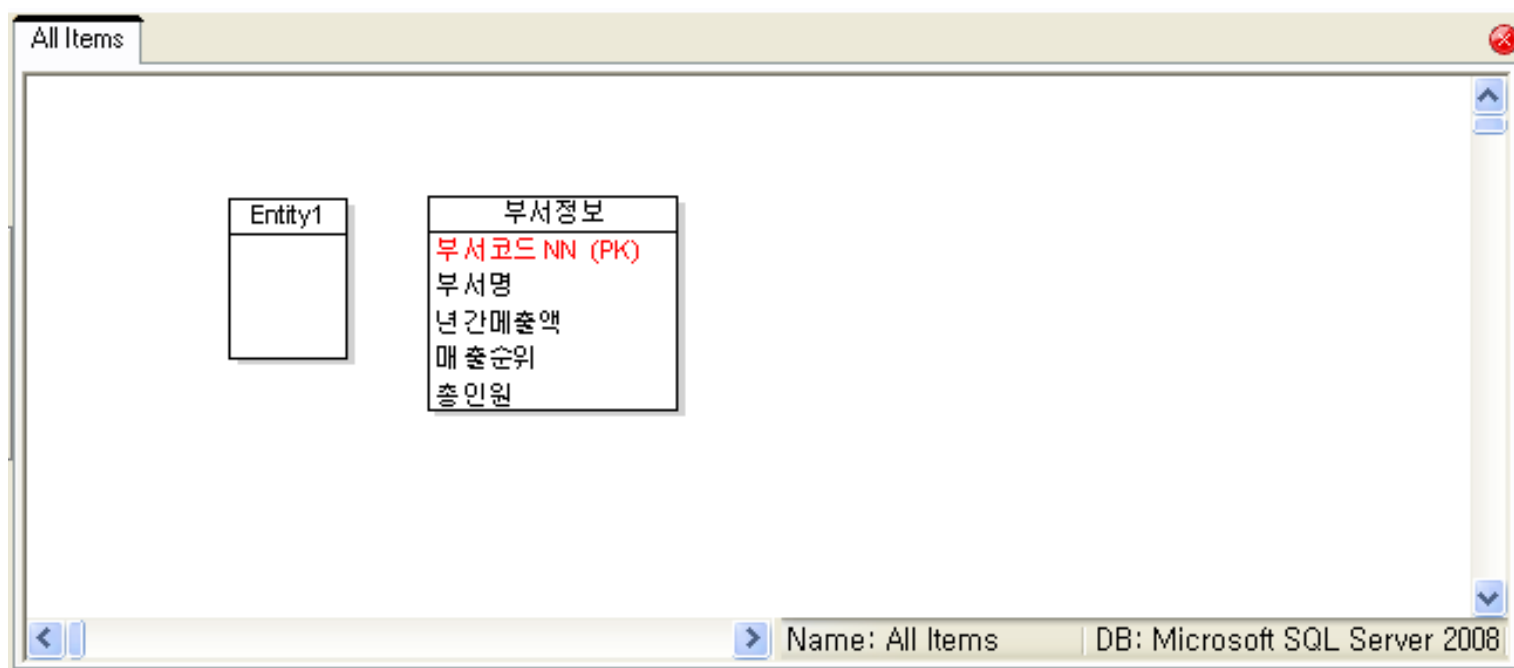 All Items
Entity1
부서정보
부서코드 NN (PK)
부서명
년간매출액
매출순위
총인원
Name: All Items
DB: Microsoft SQL Server 2008